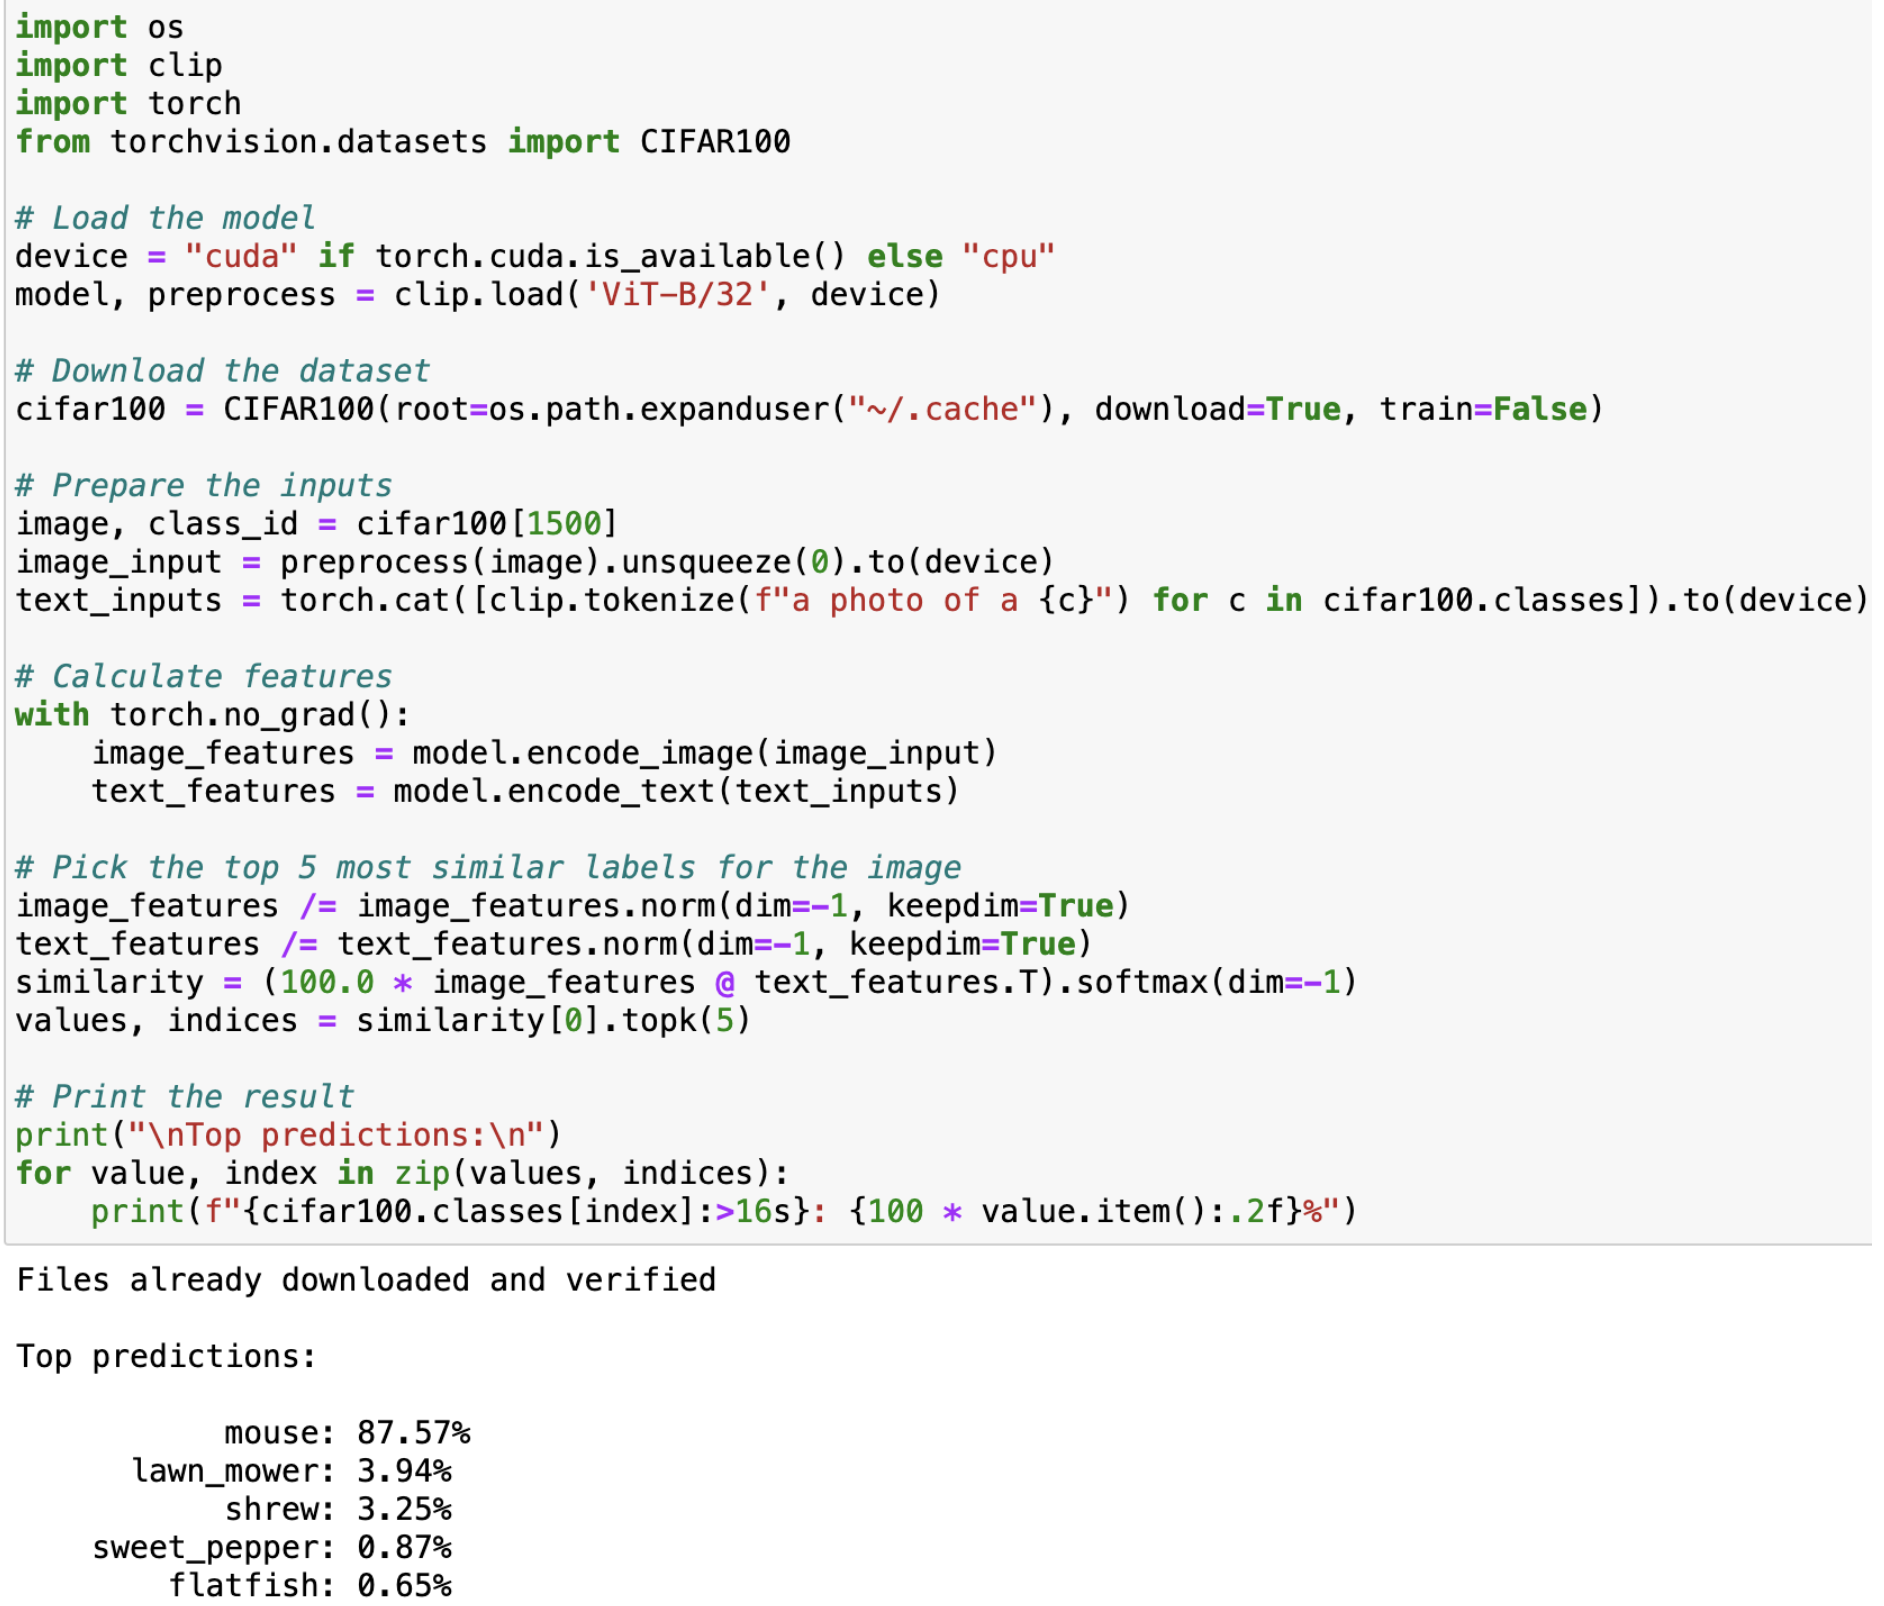 import os
import clip
import torch
from torchvision.datasets import CIFAR100

# Load the model
device = "cuda" if torch.cuda.is_available() else "cpu"
model, preprocess = clip.load('ViT-B/32', device)

# Download the dataset
cifar100 = CIFAR100(root=os.path.expanduser("~/.cache"), download=True, train=False)

# Prepare the inputs
image, class_id = cifar100[1500]
image_input = preprocess(image).unsqueeze(0).to(device)
text_inputs = torch.cat([clip.tokenize(f"a photo of a {c}") for c in cifar100.classes]).to(device)

# Calculate features
with torch.no_grad():
    image_features = model.encode_image(image_input)
    text_features = model.encode_text(text_inputs)

# Pick the top 5 most similar labels for the image
image_features /= image_features.norm(dim=-1, keepdim=True)
text_features /= text_features.norm(dim=-1, keepdim=True)
similarity = (100.0 * image_features @ text_features.T).softmax(dim=-1)
values, indices = similarity[0].topk(5)

# Print the result
print("\nTop predictions:\n")
for value, index in zip(values, indices):
    print(f"{cifar100.classes[index]:>16s}: {100 * value.item():.2f}%")
Files already downloaded and verified

Top predictions:

           mouse: 87.57%
      lawn_mower: 3.94%
           shrew: 3.25%
    sweet_pepper: 0.87%
        flatfish: 0.65%